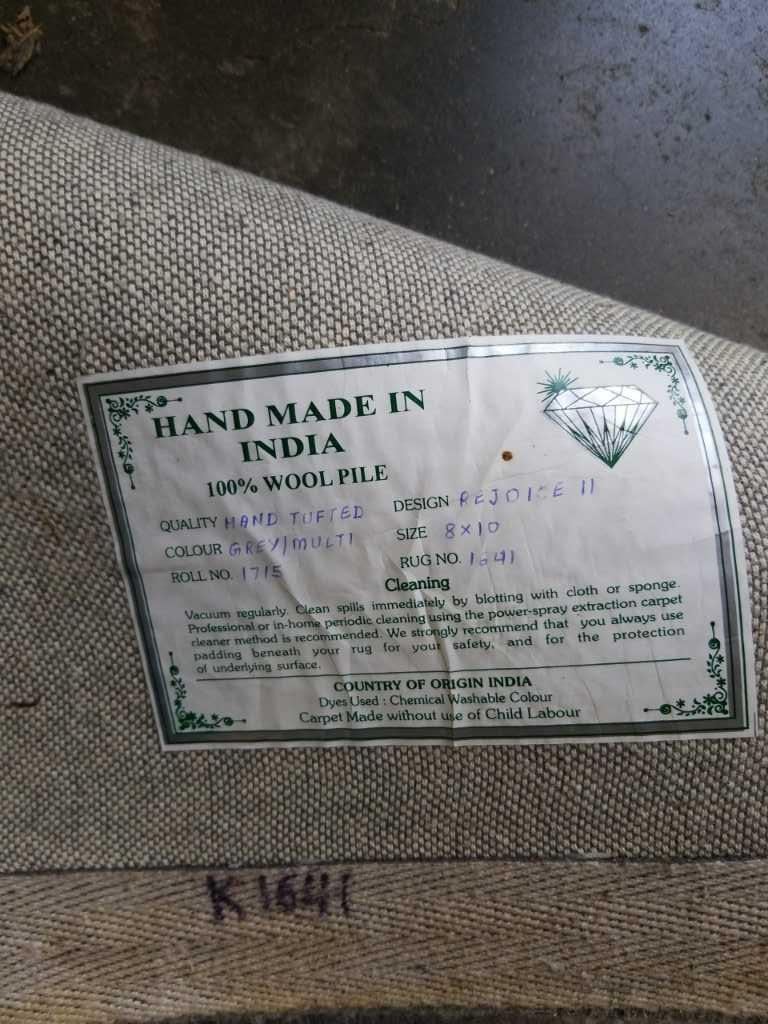 HAND MADE IN
INDIA
100% WOOL PILE
QUALITY HAND TUFTED
DESIGN REJOICE II
COLOUR GREY/MULTI
SIZE 8X10
ROLL NO. 1715
RUG NO. 1641
Cleaning
Vacuum regularly. Clean spills immediately by blotting with cloth or sponge.
Professional or in-home periodic cleaning using the power-spray extraction carpet
cleaner method is recommended. We strongly recommend that you always use
padding beneath your rug for your safety, and for the protection
of underlying surface.
COUNTRY OF ORIGIN INDIA
Dyes Used : Chemical Washable Colour
Carpet Made without use of Child Labour
K1641